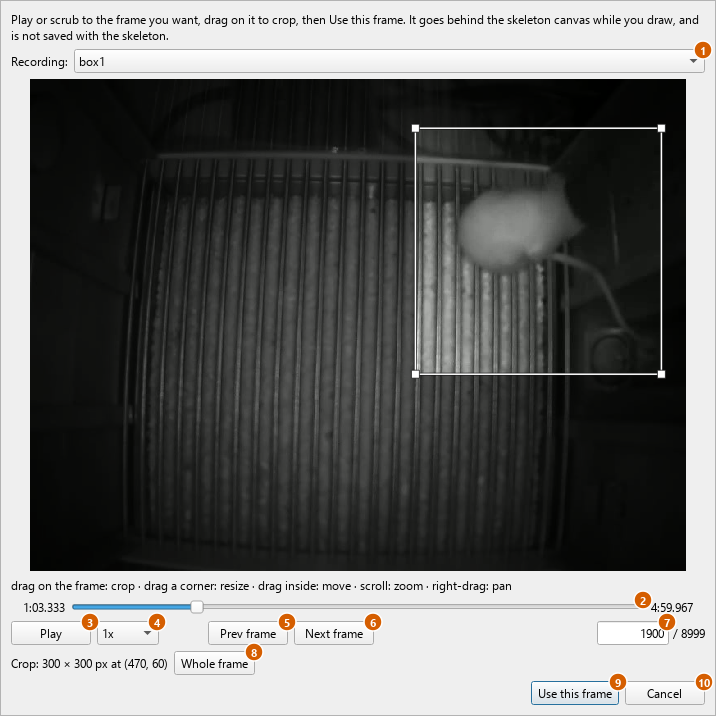 Play or scrub to the frame you want, drag on it to crop, then Use this frame. It goes behind the skeleton canvas while you draw, and
is not saved with the skeleton.
1
Recording: box1
drag on the frame: crop · drag a corner: resize · drag inside: move · scroll: zoom · right-drag: pan
2
1:03.333 4:59.967
3 4 5 6 7
Play 1x Prev frame Next frame 1900 / 8999
8
Crop: 300 × 300 px at (470, 60) Whole frame
9 10
Use this frame Cancel